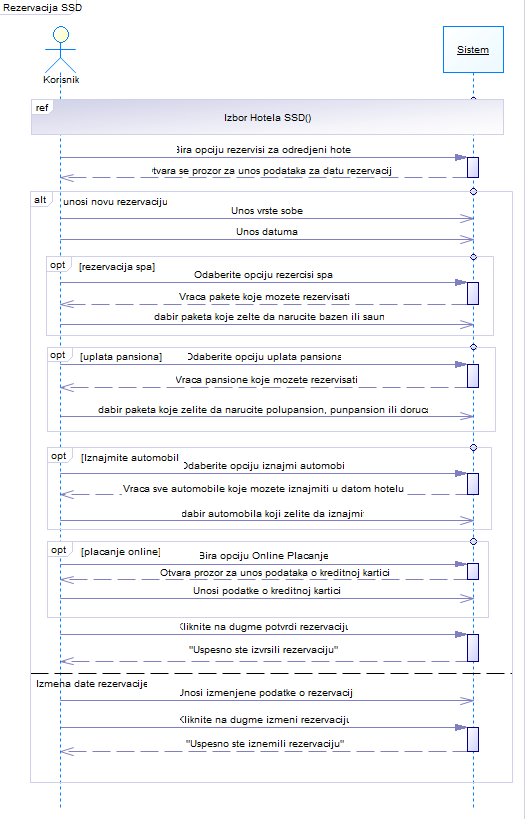 Rezervacija SSD
Korisnik
Sistem
ref
Izbor Hotela SSD()
Bira opciju rezervisi za odredjeni hote
tvara se prozor za unos podataka za datu rezervacij
alt
unosi novu rezervaciju
Unos vrste sobe
Unos datuma
opt
[rezervacija spa]
Odaberite opciju rezercisi spa
Vraca pakete koje mozete rezervisati
dabir paketa koje zelte da narucite bazen ili saun
opt
[uplata pansiona]
Odaberite opciju uplata pansiona
Vraca pansione koje mozete rezervisati
dabir paketa koje zelite da narucite polupansion, punpansion ili doruc
opt
[Iznajmite automobil
Odaberite opciju iznajmi automobi
Vraca sve automobile koje mozete iznajmiti u datom hotelu
dabir automobila koji zelite da iznajmi
opt
[placanje online]
Bira opciju Online Placanje
Otvara prozor za unos podataka o kreditnoj kartici
Unosi podatke o kreditnoj kartici
Kliknite na dugme potvrdi rezervaciju
"Uspesno ste izvrsili rezervaciju"
Izmena date rezervacije
Unosi izmenjene podatke o rezervacij
Kliknite na dugme izmeni rezervaciju
"Uspesno ste iznemili rezervaciju"